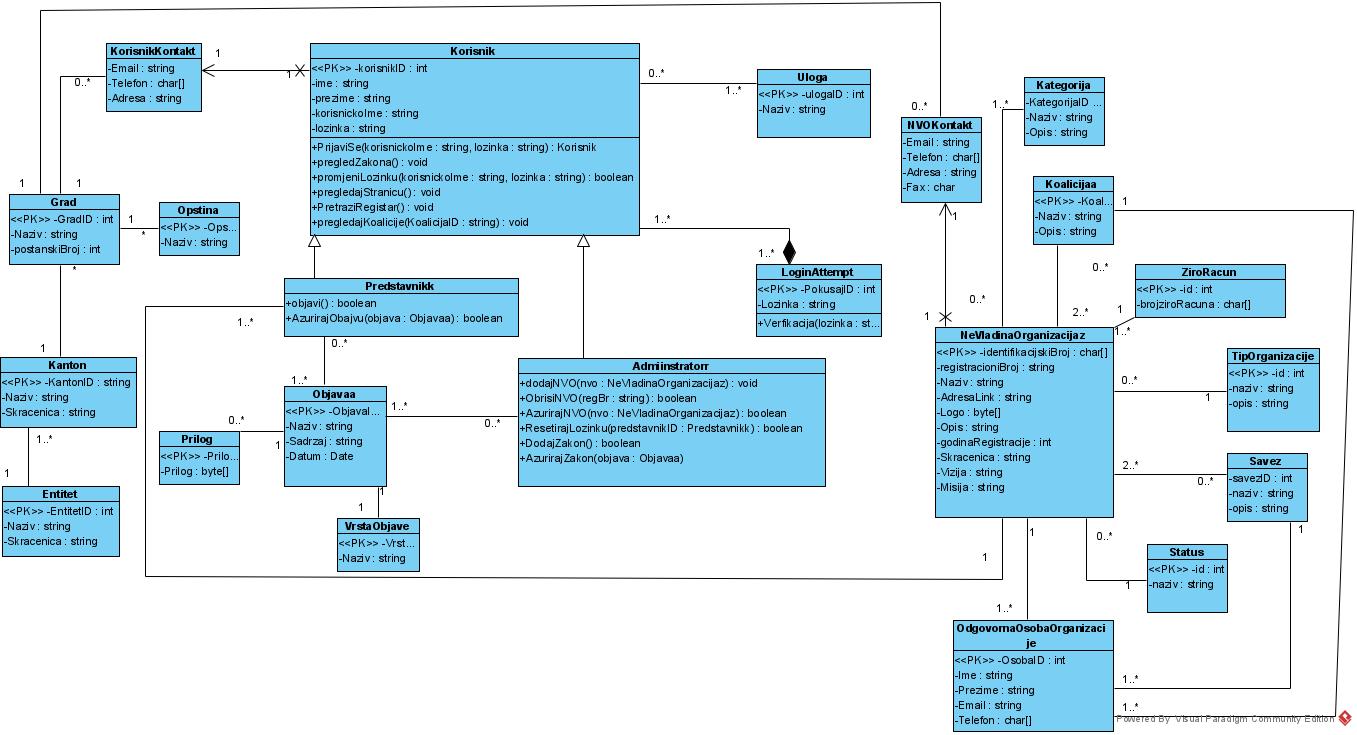 KorisnikKontakt
-Email : string
-Telefon : char[]
-Adresa : string
1
1
0..*
Korisnik
<<PK>> -korisnikID : int
-ime : string
-prezime : string
-korisnickoIme : string
-lozinka : string
+PrijaviSe(korisnickoIme : string, lozinka : string) : Korisnik
+pregledZakona() : void
+promjeniLozinku(korisnickoIme : string, lozinka : string) : boolean
+pregledajStranicu() : void
+PretraziRegistar() : void
+pregledajKoalicije(KoalicijaID : string) : void
0..*
1..*
Uloga
<<PK>> -ulogaID : int
-Naziv : string
0..*
NVOKontakt
-Email : string
-Telefon : char[]
-Adresa : string
-Fax : char
1
1
1..*
Kategorija
-KategorijaID ...
-Naziv : string
-Opis : string
0..*
Koalicijaa
<<PK>> -Koal...
-Naziv : string
-Opis : string
1
0..*
2..*
1
1
Grad
<<PK>> -GradID : int
-Naziv : string
-postanskiBroj : int
1
*
*
Opstina
<<PK>> -Ops...
-Naziv : string
1..*
1..*
LoginAttempt
<<PK>> -PokusajID : int
-Lozinka : string
+Verfikacija(lozinka : st...
ZiroRacun
<<PK>> -id : int
-brojziroRacuna : char[]
1
1..*
Predstavnikk
+objavi() : boolean
+AzurirajObajvu(objava : Objavaa) : boolean
1..*
0..*
1..*
NeVladinaOrganizacijaz
<<PK>> -identifikacijskiBroj : char[]
-registracioniBroj : string
-Naziv : string
-AdresaLink : string
-Logo : byte[]
-Opis : string
-godinaRegistracije : int
-Skracenica : string
-Vizija : string
-Misija : string
0..*
1
TipOrganizacije
<<PK>> -id : int
-naziv : string
-opis : string
1
Kanton
<<PK>> -KantonID : string
-Naziv : string
-Skracenica : string
1..*
1
Admiinstratorr
+dodajNVO(nvo : NeVladinaOrganizacijaz) : void
+ObrisiNVO(regBr : string) : boolean
+AzurirajNVO(nvo : NeVladinaOrganizacijaz) : boolean
+ResetirajLozinku(predstavnikID : Predstavnikk) : boolean
+DodajZakon() : boolean
+AzurirajZakon(objava : Objavaa)
Objavaa
<<PK>> -ObjavaI...
-Naziv : string
-Sadrzaj : string
-Datum : Date
1..*
0..*
0..*
1
Prilog
<<PK>> -Prilo...
-Prilog : byte[]
1
1
VrstaObjave
<<PK>> -Vrst...
-Naziv : string
Entitet
<<PK>> -EntitetID : int
-Naziv : string
-Skracenica : string
2..*
0..*
Savez
-savezID : int
-naziv : string
-opis : string
1
0..*
1
Status
<<PK>> -id : int
-naziv : string
1
1
1..*
OdgovornaOsobaOrganizaci
je
<<PK>> -OsobaID : int
-Ime : string
-Prezime : string
-Email : string
-Telefon : char[]
1..*
1..*
Powered By Visual Paradigm Community Edition